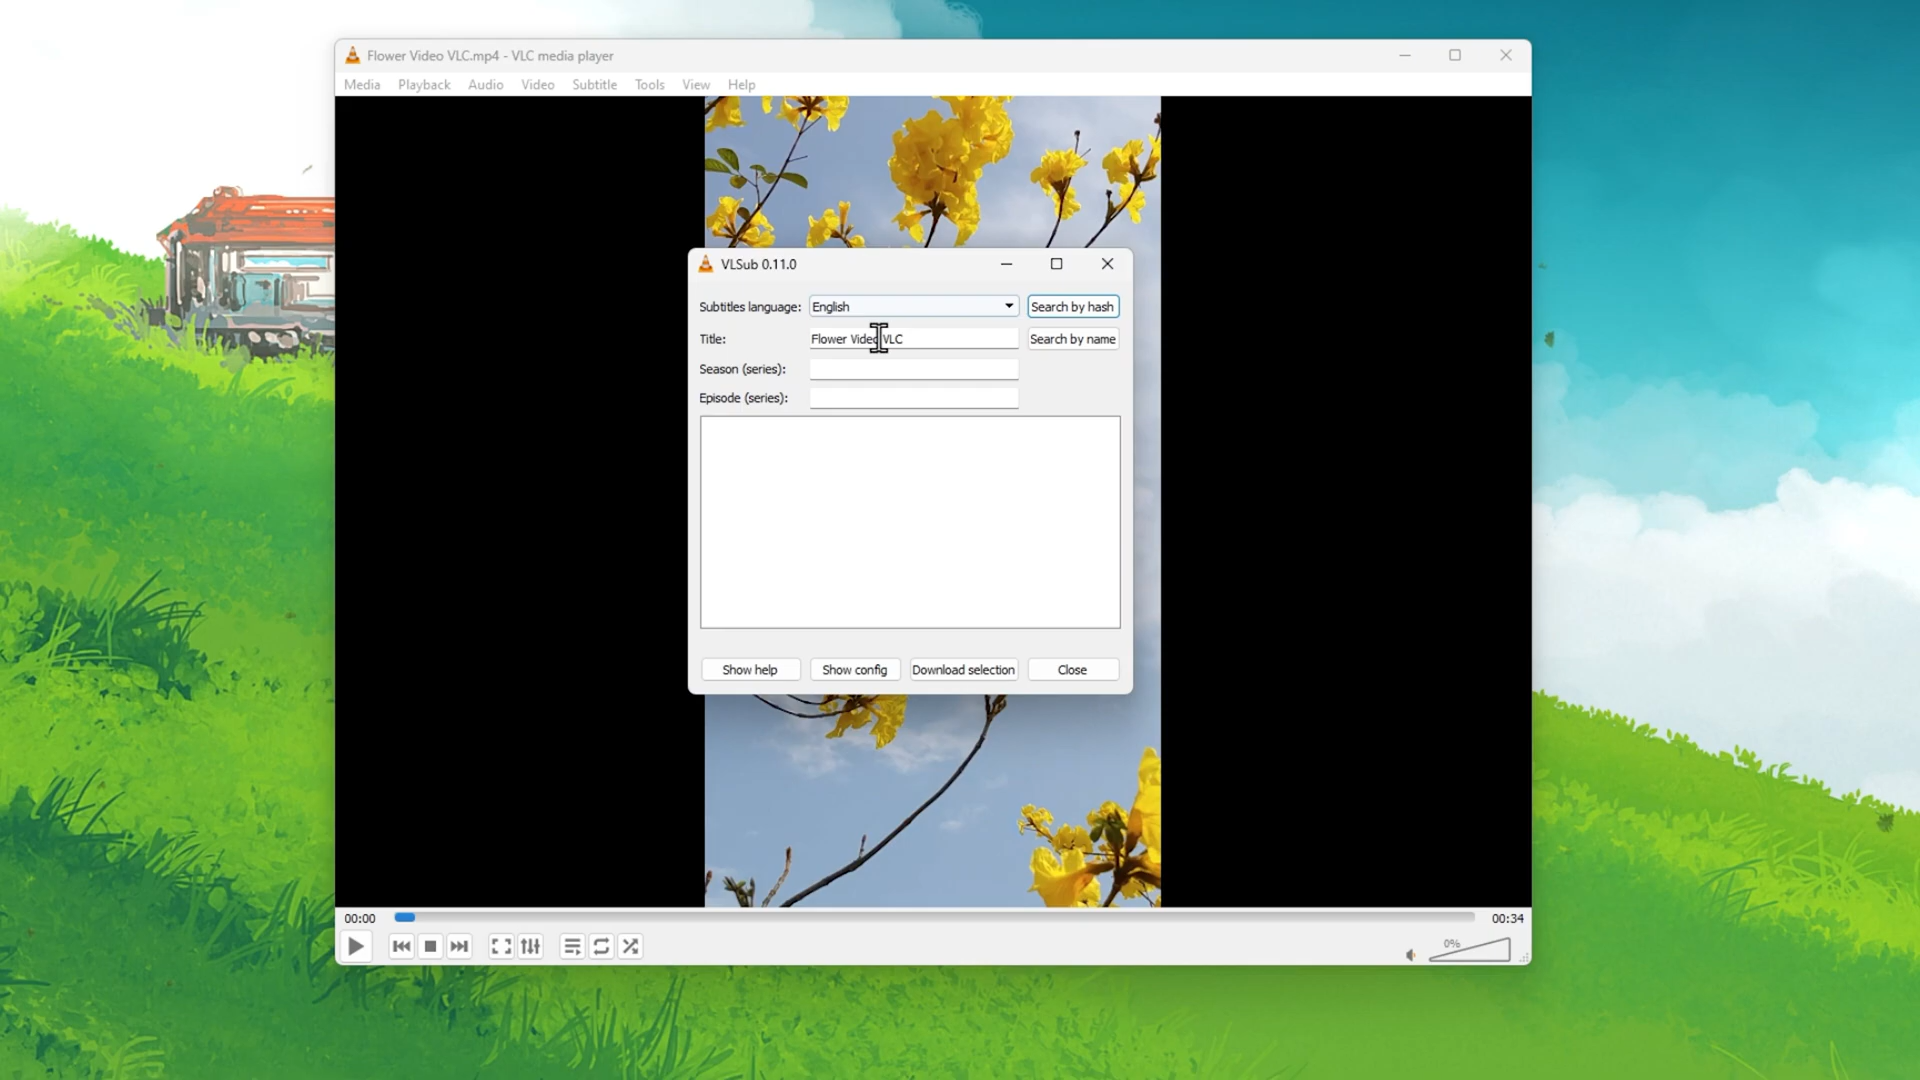 Flower Video VLC.mp4 - VLC media player
Media Playback Audio Video Subtitle Tools View Help
VLSub 0.11.0
Subtitles language: English Search by hash
Title: Flower Video VLC Search by name
Season (series):
Episode (series):
Show help Show config Download selection Close
00:00 00:34
0%